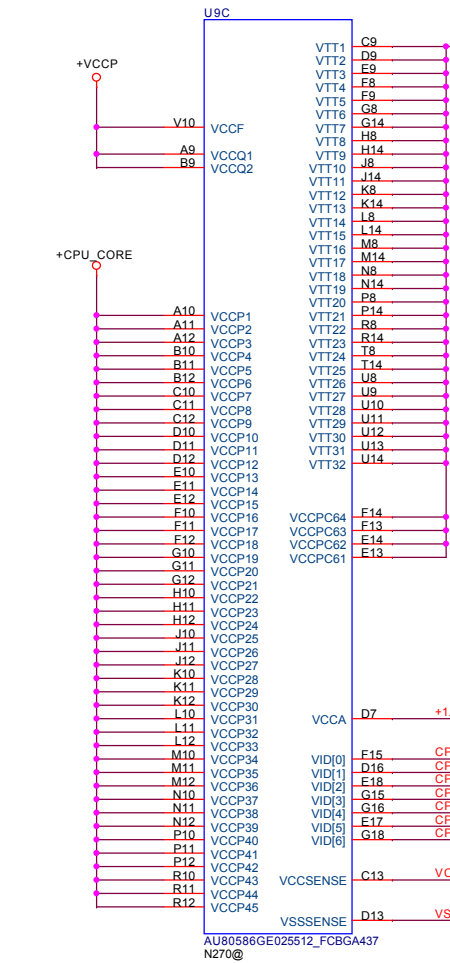 U9C
+VCCP
V10 VCCF
A9 VCCQ1
B9 VCCQ2
+CPU_CORE
A10 VCCP1
A11 VCCP2
A12 VCCP3
B10 VCCP4
B11 VCCP5
B12 VCCP6
C10 VCCP7
C11 VCCP8
C12 VCCP9
D10 VCCP10
D11 VCCP11
D12 VCCP12
E10 VCCP13
E11 VCCP14
E12 VCCP15
F10 VCCP16
F11 VCCP17
F12 VCCP18
G10 VCCP19
G11 VCCP20
G12 VCCP21
H10 VCCP22
H11 VCCP23
H12 VCCP24
J10 VCCP25
J11 VCCP26
J12 VCCP27
K10 VCCP28
K11 VCCP29
K12 VCCP30
L10 VCCP31
L11 VCCP32
L12 VCCP33
M10 VCCP34
M11 VCCP35
M12 VCCP36
N10 VCCP37
N11 VCCP38
N12 VCCP39
P10 VCCP40
P11 VCCP41
P12 VCCP42
R10 VCCP43
R11 VCCP44
R12 VCCP45
VTT1 C9
VTT2 D9
VTT3 E9
VTT4 F8
VTT5 F9
VTT6 G8
VTT7 G14
VTT8 H8
VTT9 H14
VTT10 J8
VTT11 J14
VTT12 K8
VTT13 K14
VTT14 L8
VTT15 L14
VTT16 M8
VTT17 M14
VTT18 N8
VTT19 N14
VTT20 P8
VTT21 P14
VTT22 R8
VTT23 R14
VTT24 T8
VTT25 T14
VTT26 U8
VTT27 U9
VTT28 U10
VTT29 U11
VTT30 U12
VTT31 U13
VTT32 U14
VCCPC64 F14
VCCPC63 F13
VCCPC62 E14
VCCPC61 E13
VCCA D7 +1.
VID[0] F15 CP
VID[1] D16 CP
VID[2] E18 CP
VID[3] G15 CP
VID[4] G16 CP
VID[5] E17 CP
VID[6] G18 CP
VCCSENSE C13 VC
VSSSENSE D13 VS
AU80586GE025512_FCBGA437
N270@